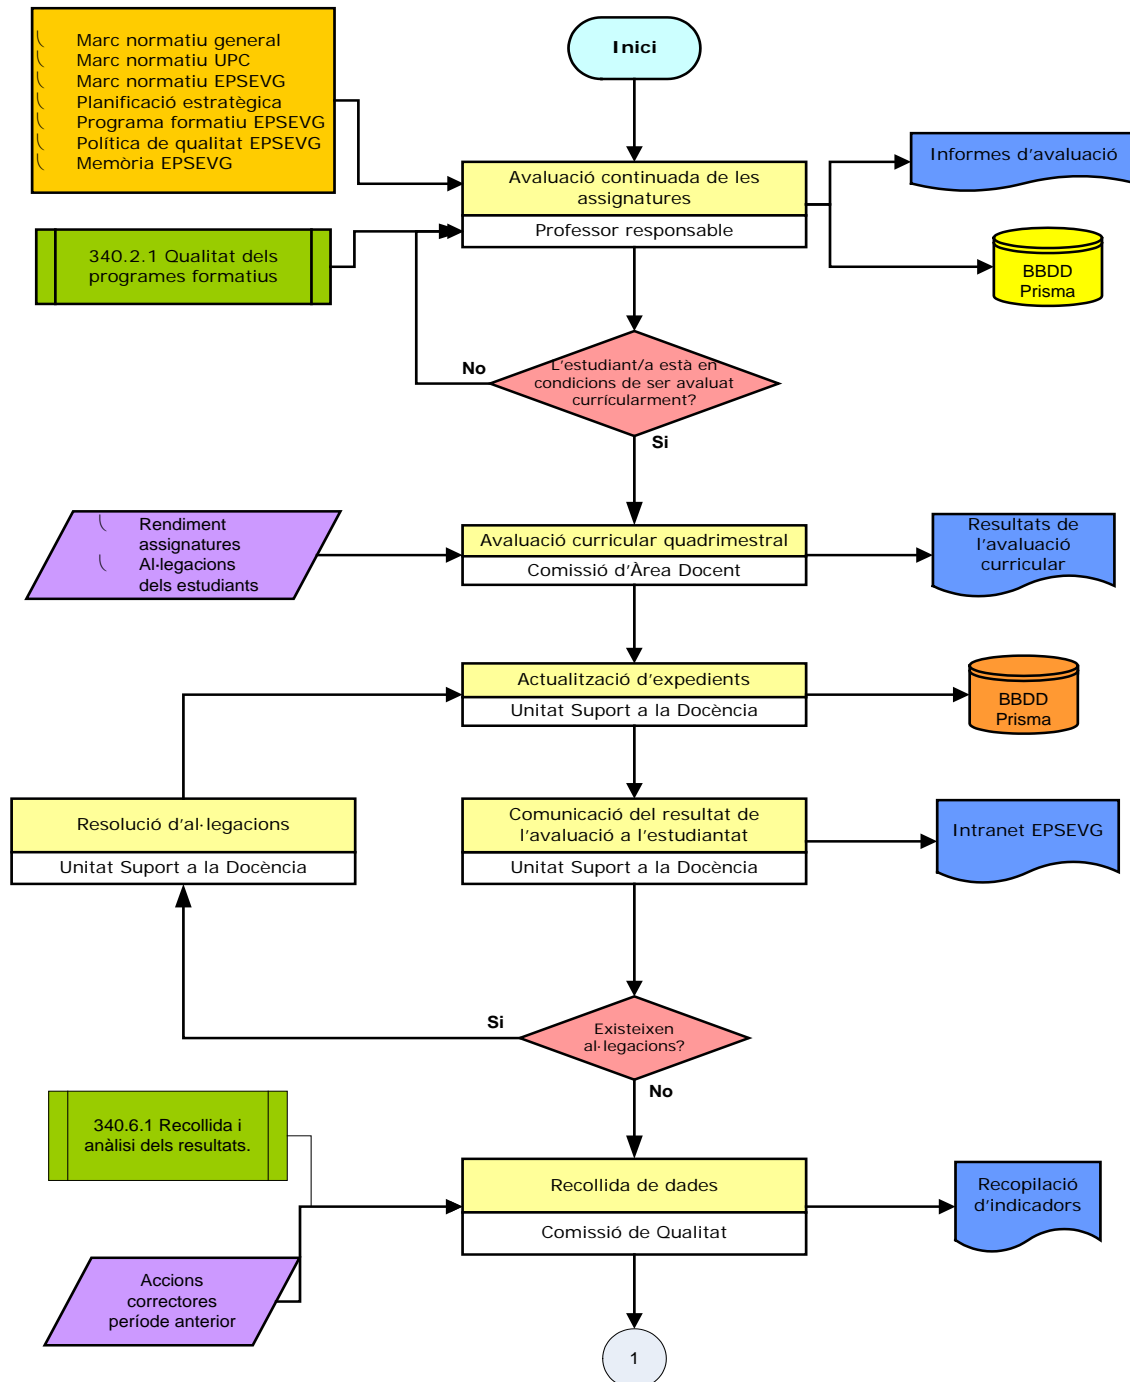 Inici
Marc normatiu general
Marc normatiu UPC
Marc normatiu EPSEVG
Planificació estratègica
Programa formatiu EPSEVG
Política de qualitat EPSEVG
Memòria EPSEVG
Avaluació continuada de les
assignatures
Professor responsable
Informes d'avalució
BBDD
Prisma
340.2.1 Qualitat dels
programes formatius
L'estudiant/a està en
condicions de ser avaluat
currícularment?
No
Si
Rendiment
assignatures
Al·legacions
dels estudiants
Avaluació curricular quadrimestral
Comissió d'Àrea Docent
Resultats de
l'avaluació
curricular
Actualització d'expedients
Unitat Suport a la Docència
BBDD
Prisma
Resolució d'al·legacions
Unitat Suport a la Docència
Comunicació del resultat de
l'avaluació a l'estudiantat
Unitat Suport a la Docència
Intranet EPSEVG
Si
Existeixen
al·legacions?
No
340.6.1 Recollida i
anàlisi dels resultats.
Recollida de dades
Comissió de Qualitat
Recopilació
d'indicadors
Accions
correctores
període anterior
1